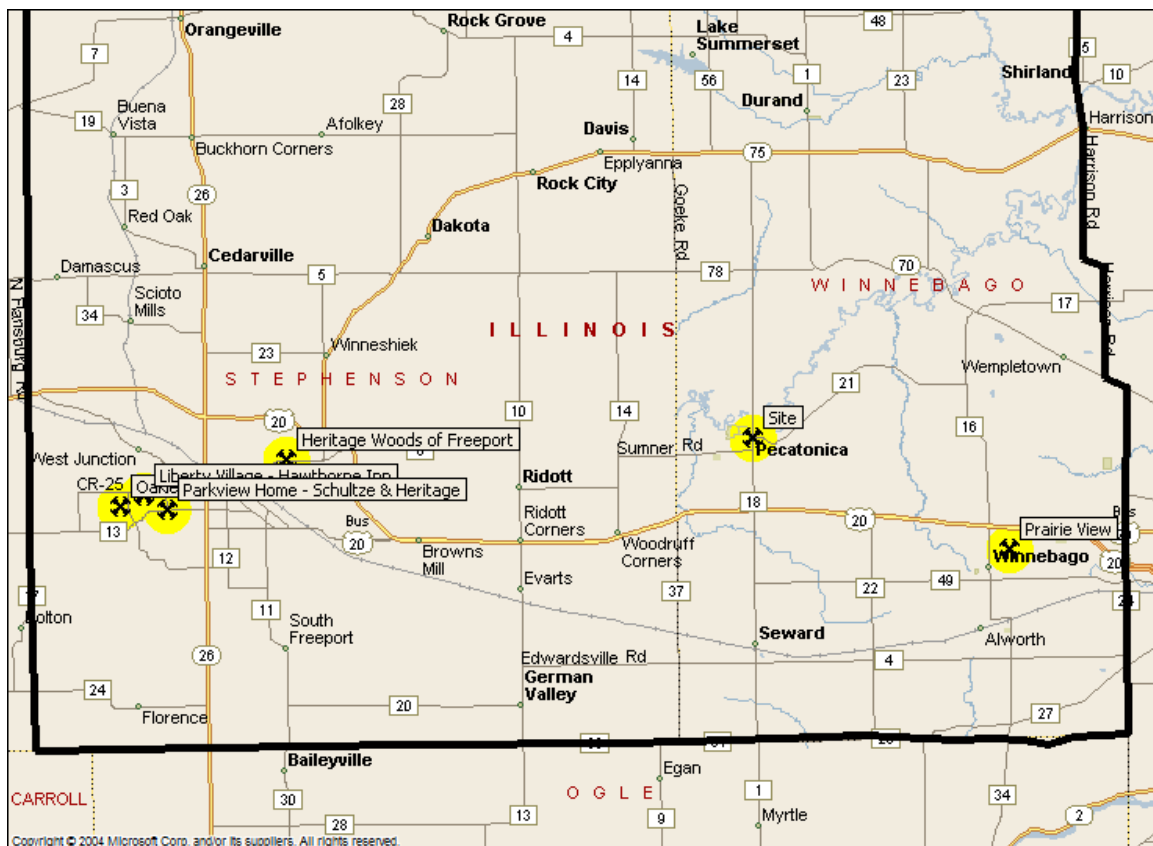 Orangeville
Rock Grove
4
48
7
Lake
Summerset
5
14
56
1
23
Shirland
10
28
Durand
Buena
Vista
19
Afolkey
Harrison
Davis
Buckhorn Corners
Epplyanna
75
Harrison Rd
3
26
Rock City
Goeke Rd
Red Oak
Dakota
Cedarville
Damascus
5
78
70
WINNEBAGO
N Flansburg Rd
Scioto
Mills
34
17
Harrison Rd
ILLINOIS
23
Winneshiek
Wempletown
STEPHENSON
21
20
10
14
Site
16
Heritage Woods of Freeport
West Junction
Sumner Rd
Pecatonica
Liberty Village - Hawthorne Inn
CR-25
Parkview Home - Schultze & Heritage
Ridott
18
13
Bus
20
Ridott
Corners
20
Prairie View
Bus
12
Browns
Mill
Woodruff
Corners
Winnebago
20
Evarts
37
22
49
11
South
Freeport
Seward
Alworth
26
Edwardsville Rd
4
24
German
Valley
Florence
20
27
Baileyville
Egan
CARROLL
30
OGLE
1
34
28
13
9
Myrtle
2
Copyright © 2004 Microsoft Corp. and/or its suppliers. All rights reserved.